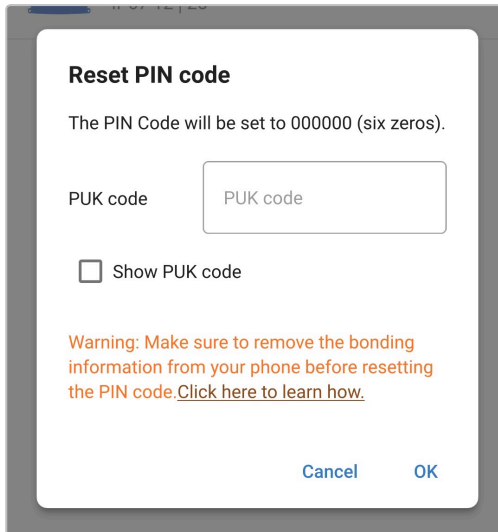 Reset PIN code
The PIN Code will be set to 000000 (six zeros).
PUK code
PUK code
Show PUK code
Warning: Make sure to remove the bonding
information from your phone before resetting
the PIN code.Click here to learn how.
Cancel OK